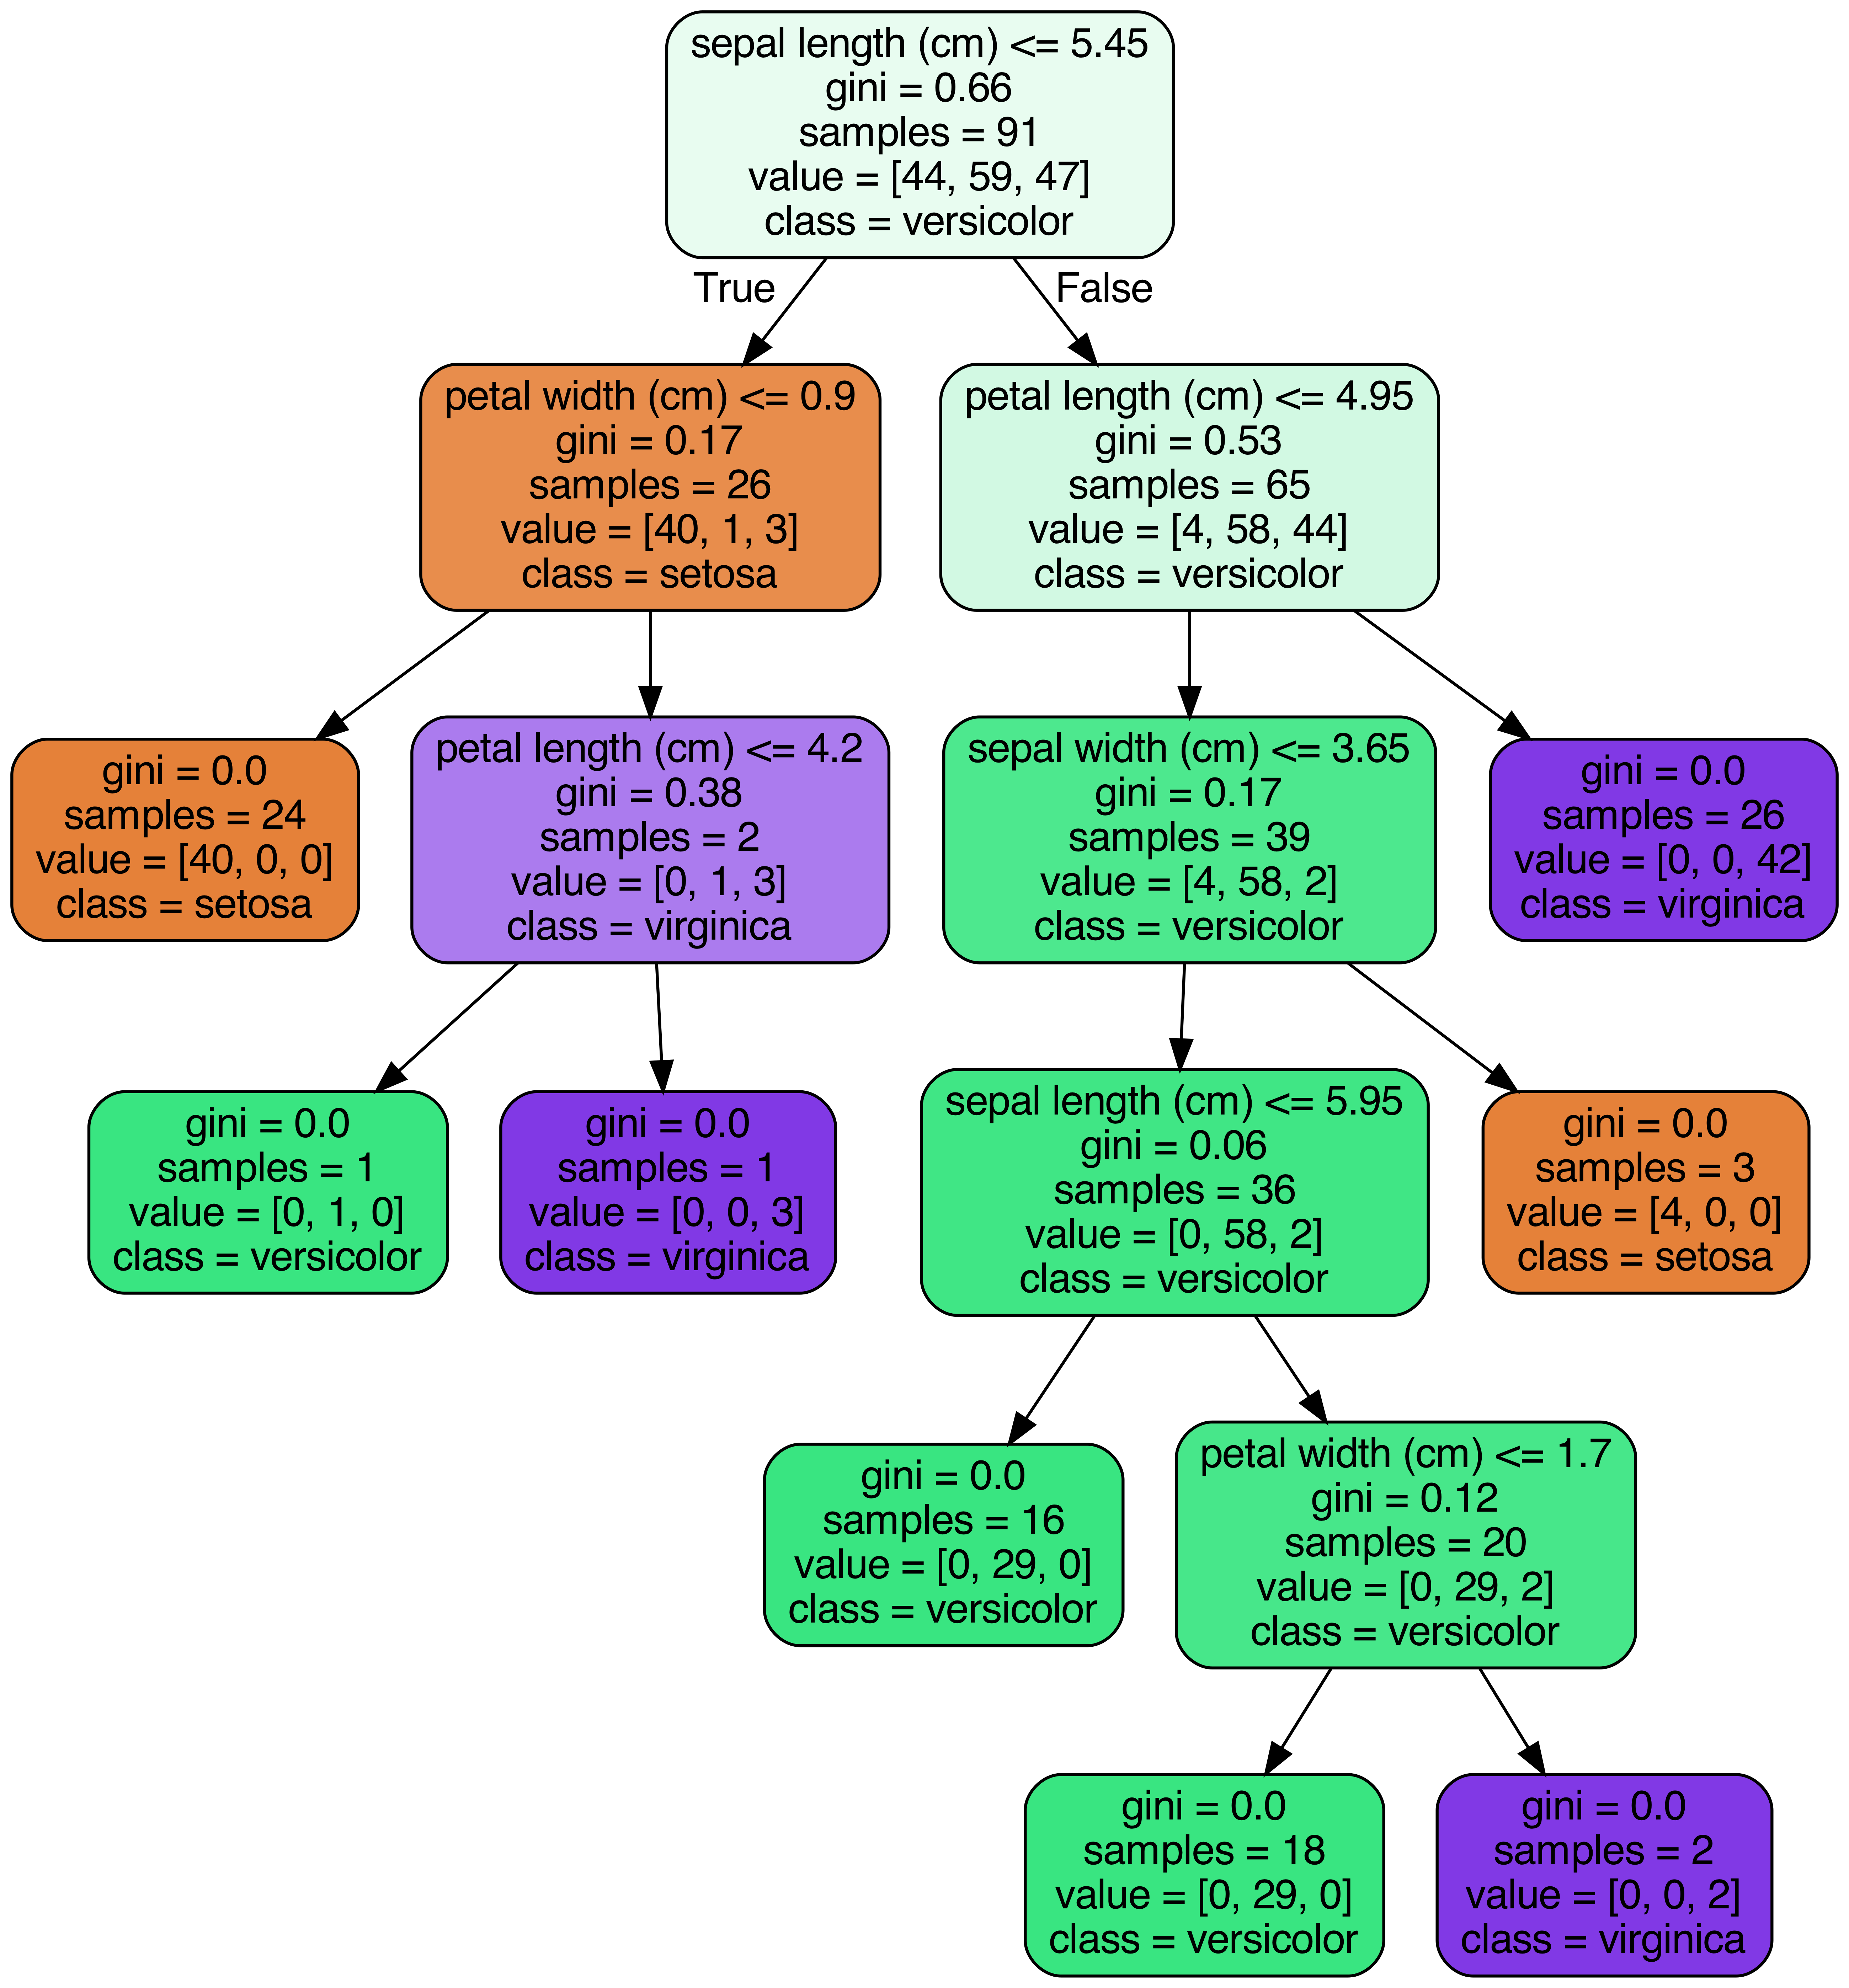 sepal length (cm) <= 5.45
gini = 0.66
samples = 91
value = [44, 59, 47]
class = versicolor
True
False
petal width (cm) <= 0.9
gini = 0.17
samples = 26
value = [40, 1, 3]
class = setosa
petal length (cm) <= 4.95
gini = 0.53
samples = 65
value = [4, 58, 44]
class = versicolor
gini = 0.0
samples = 24
value = [40, 0, 0]
class = setosa
petal length (cm) <= 4.2
gini = 0.38
samples = 2
value = [0, 1, 3]
class = virginica
sepal width (cm) <= 3.65
gini = 0.17
samples = 39
value = [4, 58, 2]
class = versicolor
gini = 0.0
samples = 26
value = [0, 0, 42]
class = virginica
gini = 0.0
samples = 1
value = [0, 1, 0]
class = versicolor
gini = 0.0
samples = 1
value = [0, 0, 3]
class = virginica
sepal length (cm) <= 5.95
gini = 0.06
samples = 36
value = [0, 58, 2]
class = versicolor
gini = 0.0
samples = 3
value = [4, 0, 0]
class = setosa
gini = 0.0
samples = 16
value = [0, 29, 0]
class = versicolor
petal width (cm) <= 1.7
gini = 0.12
samples = 20
value = [0, 29, 2]
class = versicolor
gini = 0.0
samples = 18
value = [0, 29, 0]
class = versicolor
gini = 0.0
samples = 2
value = [0, 0, 2]
class = virginica